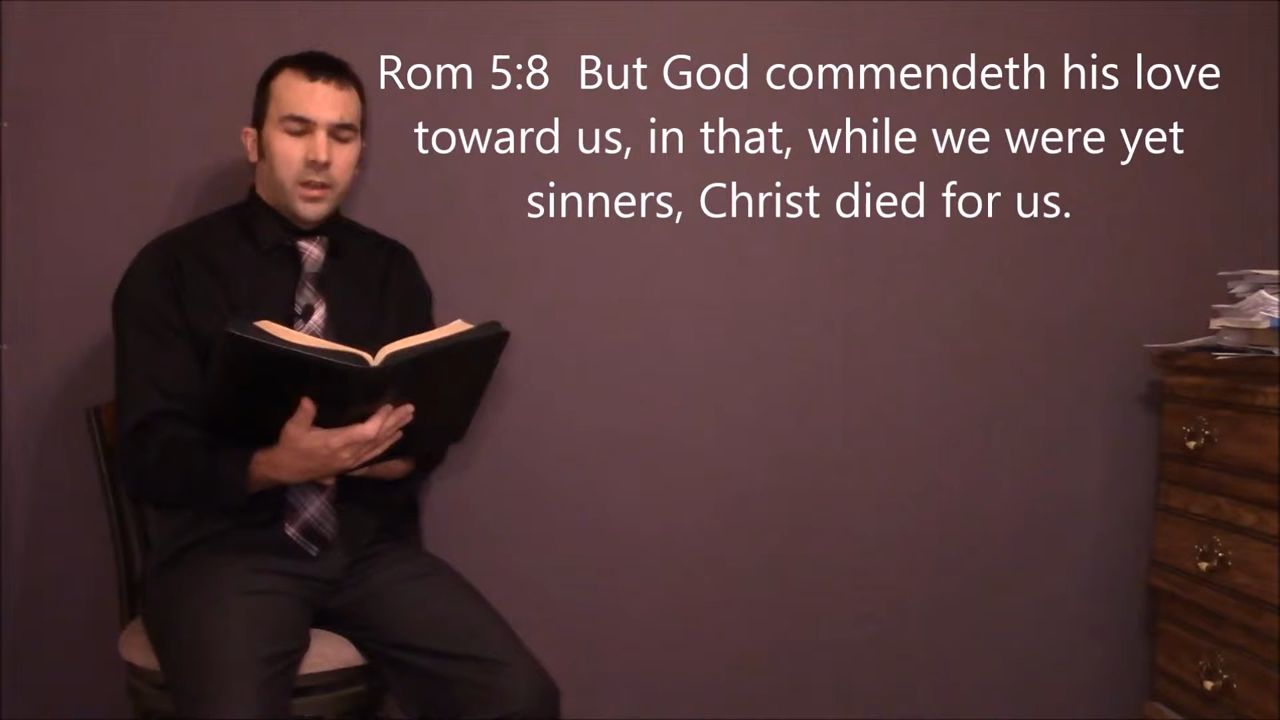 Rom 5:8  But God commendeth his love
toward us, in that, while we were yet
sinners, Christ died for us.